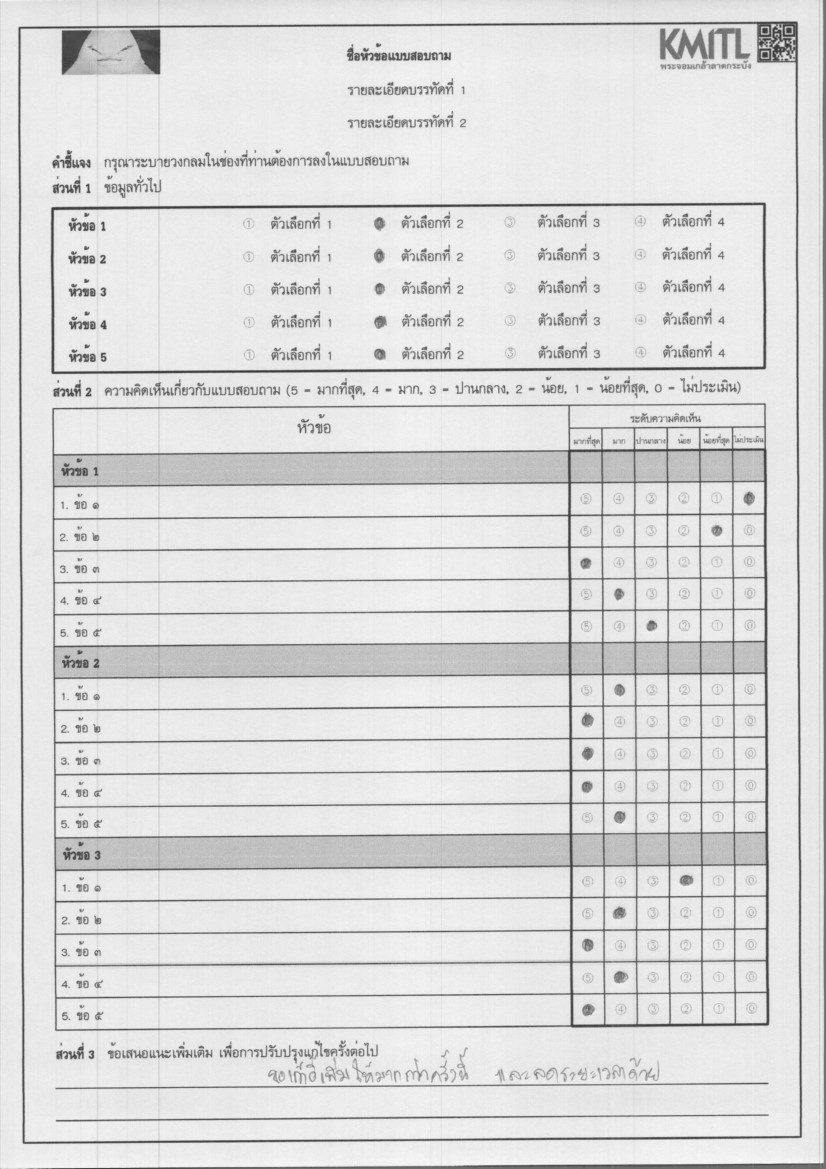 KMITL
พระจอมเกล้าลาดกระบัง
ชื่อหัวข้อแบบสอบถาม
รายละเอียดบรรทัดที่ 1
รายละเอียดบรรทัดที่ 2
คำชี้แจง กรุณาระบายวงกลมในช่องที่ท่านต้องการลงในแบบสอบถาม
ส่วนที่ 1 ข้อมูลทั่วไป
หัวข้อ 1 ① ตัวเลือกที่ 1 ตัวเลือกที่ 2 ③ ตัวเลือกที่ 3 ④ ตัวเลือกที่ 4
หัวข้อ 2 ① ตัวเลือกที่ 1 ตัวเลือกที่ 2 ③ ตัวเลือกที่ 3 ④ ตัวเลือกที่ 4
หัวข้อ 3 ① ตัวเลือกที่ 1 ตัวเลือกที่ 2 ③ ตัวเลือกที่ 3 ④ ตัวเลือกที่ 4
หัวข้อ 4 ① ตัวเลือกที่ 1 ตัวเลือกที่ 2 ③ ตัวเลือกที่ 3 ④ ตัวเลือกที่ 4
หัวข้อ 5 ① ตัวเลือกที่ 1 ตัวเลือกที่ 2 ③ ตัวเลือกที่ 3 ④ ตัวเลือกที่ 4
ส่วนที่ 2 ความคิดเห็นเกี่ยวกับแบบสอบถาม (5 = มากที่สุด, 4 = มาก, 3 = ปานกลาง, 2 = น้อย, 1 = น้อยที่สุด, 0 = ไม่ประเมิน)
หัวข้อ ระดับความคิดเห็น
มากที่สุด มาก ปานกลาง น้อย น้อยที่สุด ไม่ประเมิน
หัวข้อ 1
1. ข้อ ๑ ⑤ ④ ③ ② ①
2. ข้อ ๒ ⑤ ④ ③ ② ⓪
3. ข้อ ๓ ④ ③ ② ① ⓪
4. ข้อ ๔ ⑤ ③ ② ① ⓪
5. ข้อ ๕ ⑤ ④ ② ① ⓪
หัวข้อ 2
1. ข้อ ๑ ⑤ ③ ② ① ⓪
2. ข้อ ๒ ④ ③ ② ① ⓪
3. ข้อ ๓ ④ ③ ② ① ⓪
4. ข้อ ๔ ④ ③ ② ① ⓪
5. ข้อ ๕ ⑤ ③ ② ① ⓪
หัวข้อ 3
1. ข้อ ๑ ⑤ ④ ③ ① ⓪
2. ข้อ ๒ ⑤ ③ ② ① ⓪
3. ข้อ ๓ ④ ③ ② ① ⓪
4. ข้อ ๔ ⑤ ③ ② ① ⓪
5. ข้อ ๕ ④ ③ ② ① ⓪
ส่วนที่ 3 ข้อเสนอแนะเพิ่มเติม เพื่อการปรับปรุงแก้ไขครั้งต่อไป
ขอเก้าอี้เพิ่มให้มากกว่าครั้งนี้ และลดระยะเวลาด้วย